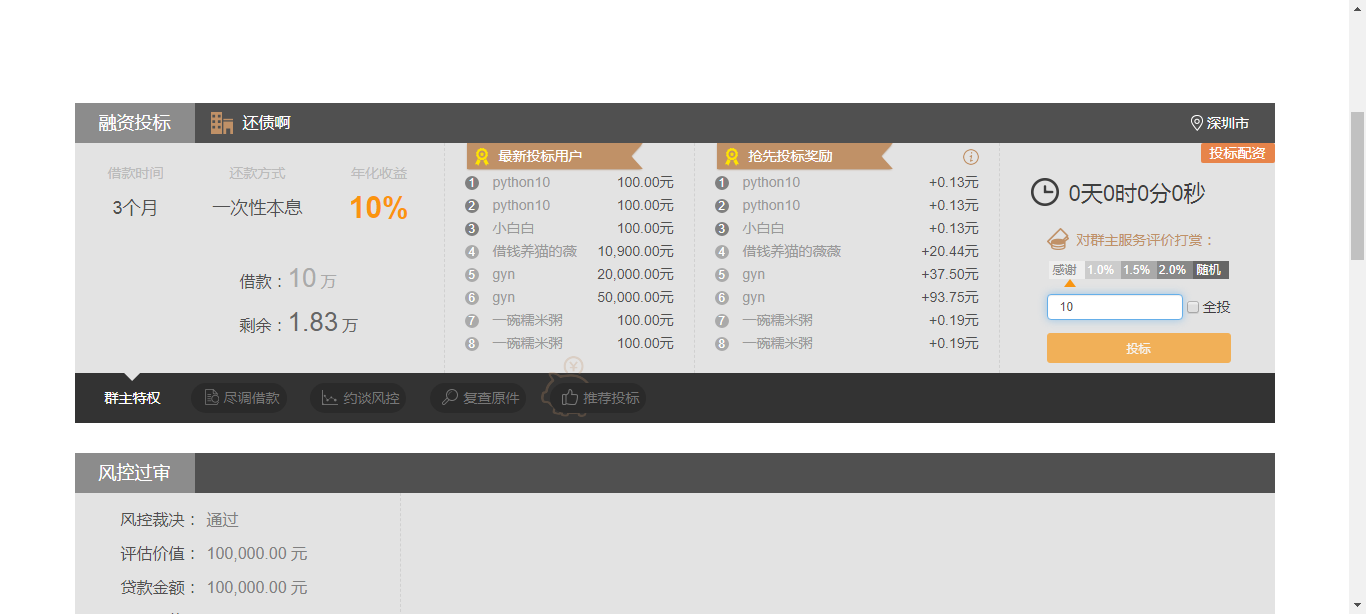 融资投标 还债啊 深圳市
借款时间 还款方式 年化收益
3个月 一次性本息 10%
借款：10 万
剩余：1.83 万
最新投标用户
1 python10 100.00元
2 python10 100.00元
3 小白白 100.00元
4 借钱养猫的薇 10,900.00元
5 gyn 20,000.00元
6 gyn 50,000.00元
7 一碗糯米粥 100.00元
8 一碗糯米粥 100.00元
抢先投标奖励
1 python10 +0.13元
2 python10 +0.13元
3 小白白 +0.13元
4 借钱养猫的薇薇 +20.44元
5 gyn +37.50元
6 gyn +93.75元
7 一碗糯米粥 +0.19元
8 一碗糯米粥 +0.19元
投标配资
0天0时0分0秒
对群主服务评价打赏：
感谢 1.0% 1.5% 2.0% 随机
10 全投
投标
群主特权 尽调借款 约谈风控 复查原件 推荐投标
风控过审
风控裁决： 通过
评估价值： 100,000.00 元
贷款金额： 100,000.00 元